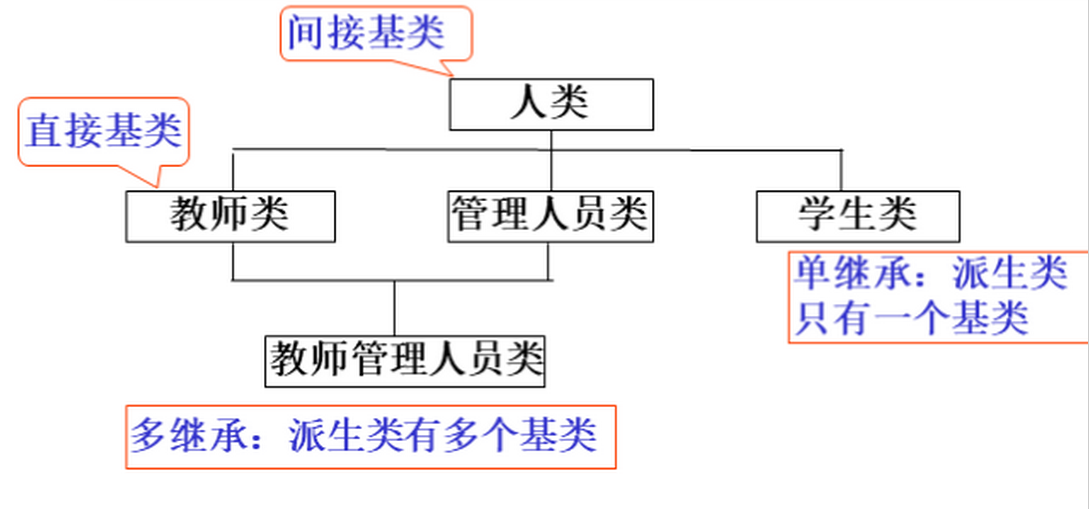 间接基类
人类
直接基类
教师类
管理人员类
学生类
单继承：派生类
只有一个基类
教师管理人员类
多继承：派生类有多个基类